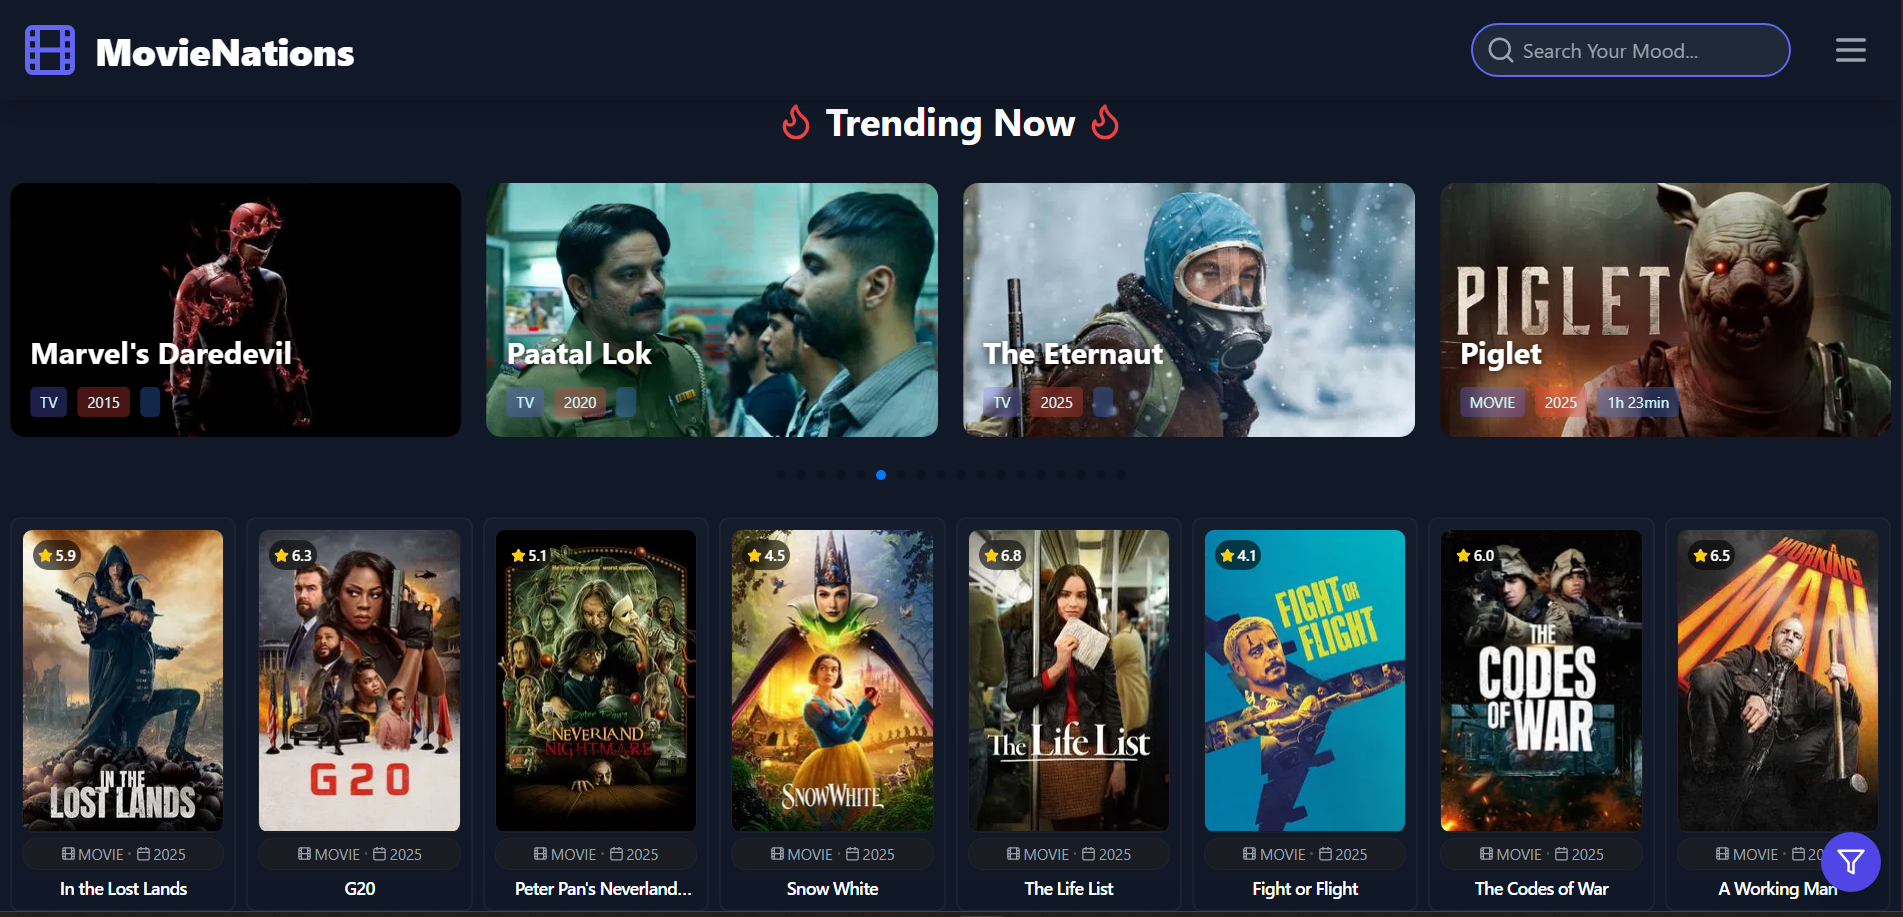 MovieNations
Search Your Mood...
Trending Now
Marvel's Daredevil
TV 2015
Paatal Lok
TV 2020
The Eternaut
TV 2025
PIGLET
Piglet
MOVIE 2025 1h 23min
5.9
IN THE
LOST LANDS
MOVIE · 2025
In the Lost Lands
6.3
G20
MOVIE · 2025
G20
5.1
Peter Pan's
NEVERLAND
NIGHTMARE
MOVIE · 2025
Peter Pan's Neverland...
4.5
SNOW WHITE
MOVIE · 2025
Snow White
6.8
The Life List
MOVIE · 2025
The Life List
4.1
FIGHT OR
FLIGHT
MOVIE · 2025
Fight or Flight
6.0
THE
CODES
OF WAR
MOVIE · 2025
The Codes of War
6.5
A
WORKING
MOVIE · 20
A Working Man